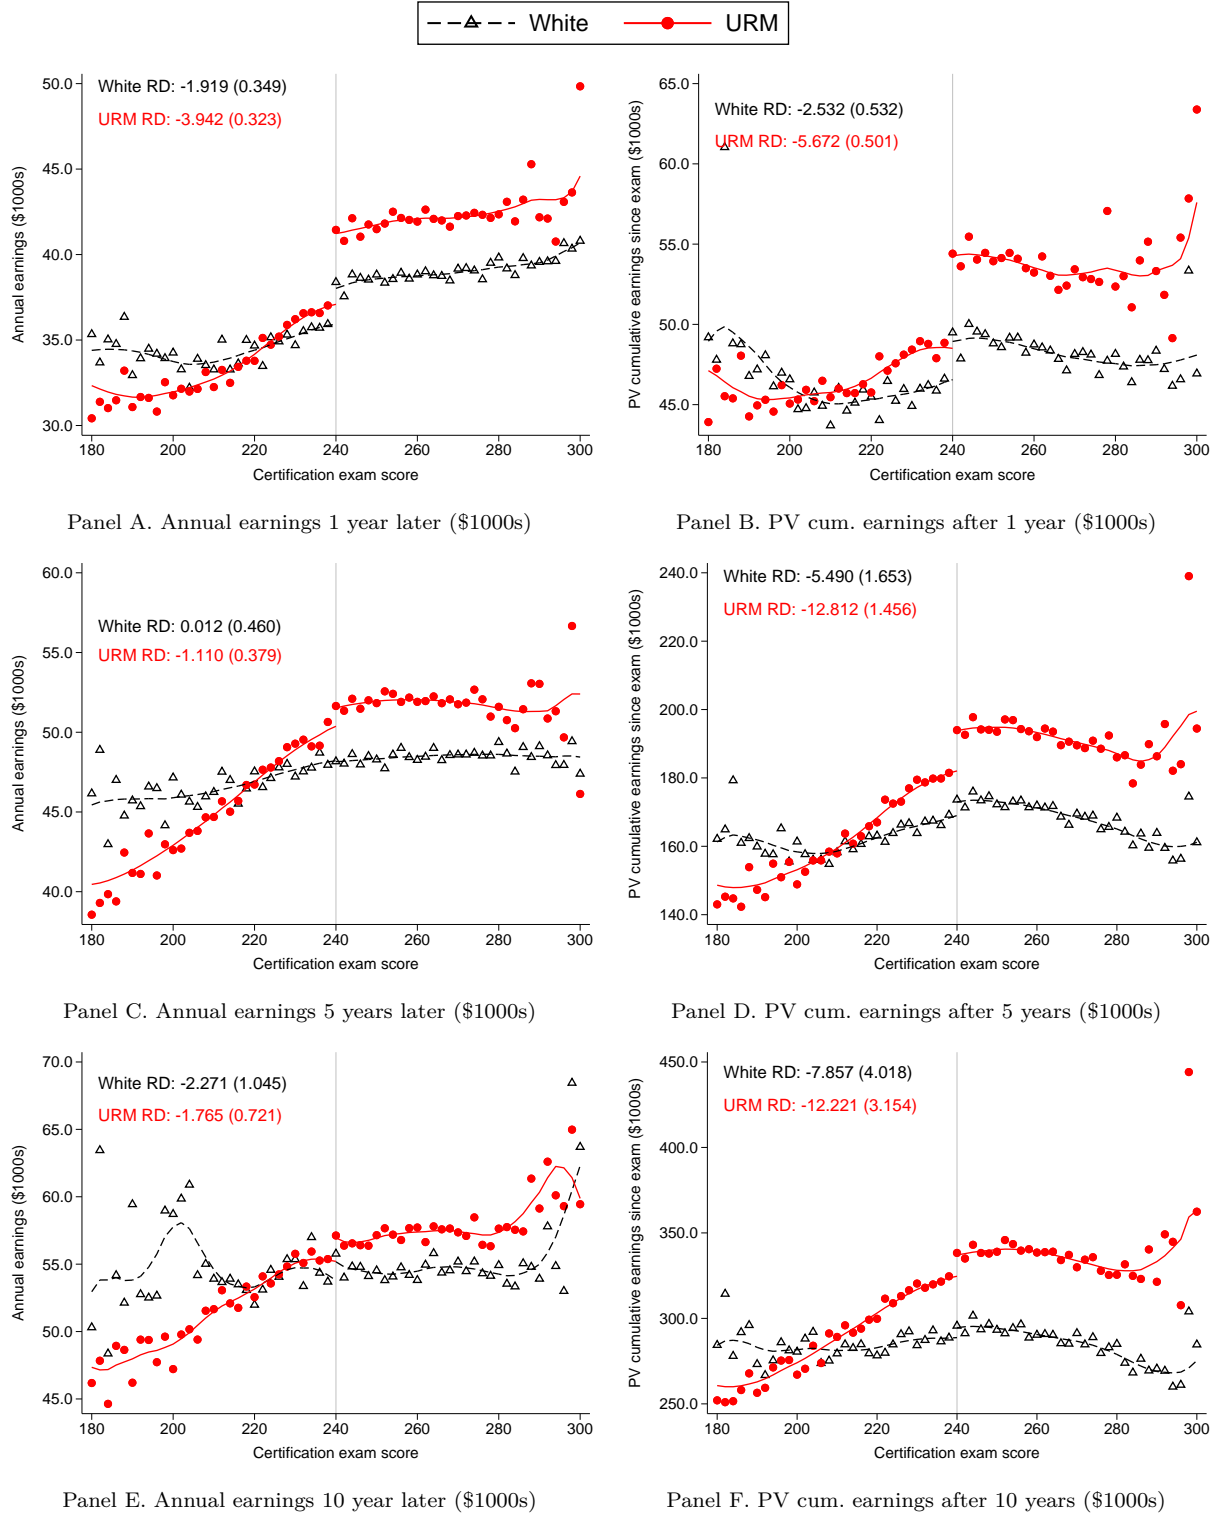 White URM
White RD: -1.919 (0.349)
URM RD: -3.942 (0.323)
Annual earnings ($1000s)
50.0
45.0
40.0
35.0
30.0
180 200 220 240 260 280 300
Certification exam score
Panel A. Annual earnings 1 year later ($1000s)
White RD: -2.532 (0.532)
URM RD: -5.672 (0.501)
PV cumulative earnings since exam ($1000s)
65.0
60.0
55.0
50.0
45.0
180 200 220 240 260 280 300
Certification exam score
Panel B. PV cum. earnings after 1 year ($1000s)
White RD: 0.012 (0.460)
URM RD: -1.110 (0.379)
Annual earnings ($1000s)
60.0
55.0
50.0
45.0
40.0
180 200 220 240 260 280 300
Certification exam score
Panel C. Annual earnings 5 years later ($1000s)
White RD: -5.490 (1.653)
URM RD: -12.812 (1.456)
PV cumulative earnings since exam ($1000s)
240.0
220.0
200.0
180.0
160.0
140.0
180 200 220 240 260 280 300
Certification exam score
Panel D. PV cum. earnings after 5 years ($1000s)
White RD: -2.271 (1.045)
URM RD: -1.765 (0.721)
Annual earnings ($1000s)
70.0
65.0
60.0
55.0
50.0
45.0
180 200 220 240 260 280 300
Certification exam score
Panel E. Annual earnings 10 year later ($1000s)
White RD: -7.857 (4.018)
URM RD: -12.221 (3.154)
PV cumulative earnings since exam ($1000s)
450.0
400.0
350.0
300.0
250.0
180 200 220 240 260 280 300
Certification exam score
Panel F. PV cum. earnings after 10 years ($1000s)